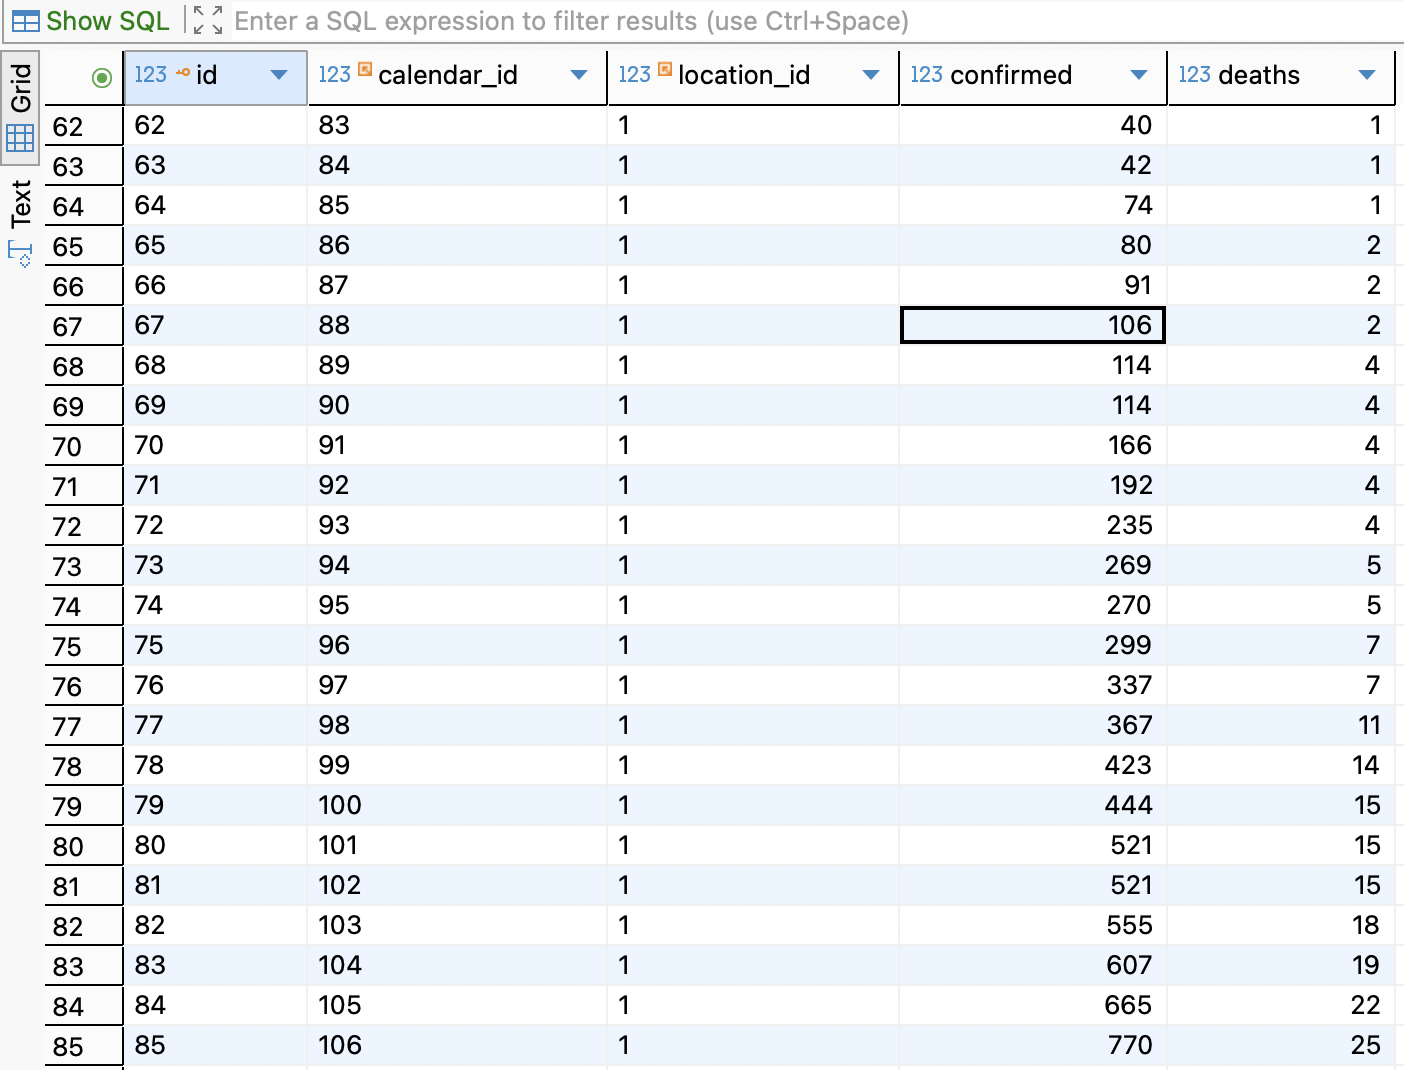 Show SQL Enter a SQL expression to filter results (use Ctrl+Space)
Grid
Text
123 id 123 calendar_id 123 location_id 123 confirmed 123 deaths
62 62 83 1 40 1
63 63 84 1 42 1
64 64 85 1 74 1
65 65 86 1 80 2
66 66 87 1 91 2
67 67 88 1 106 2
68 68 89 1 114 4
69 69 90 1 114 4
70 70 91 1 166 4
71 71 92 1 192 4
72 72 93 1 235 4
73 73 94 1 269 5
74 74 95 1 270 5
75 75 96 1 299 7
76 76 97 1 337 7
77 77 98 1 367 11
78 78 99 1 423 14
79 79 100 1 444 15
80 80 101 1 521 15
81 81 102 1 521 15
82 82 103 1 555 18
83 83 104 1 607 19
84 84 105 1 665 22
85 85 106 1 770 25